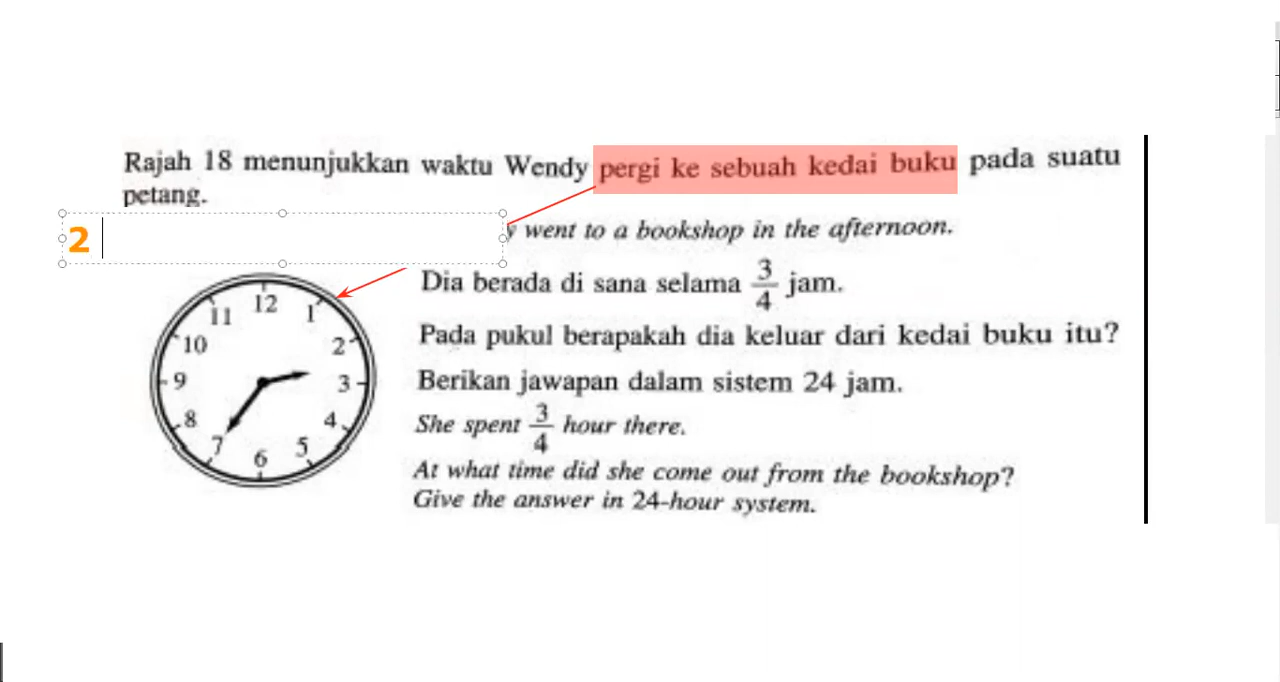 Rajah 18 menunjukkan waktu Wendy pergi ke sebuah kedai buku pada suatu
petang.
2
went to a bookshop in the afternoon.
12
11
1
10
2
9
3
8
4
7
5
6
Dia berada di sana selama 3/4 jam.
Pada pukul berapakah dia keluar dari kedai buku itu?
Berikan jawapan dalam sistem 24 jam.
She spent 3/4 hour there.
At what time did she come out from the bookshop?
Give the answer in 24-hour system.